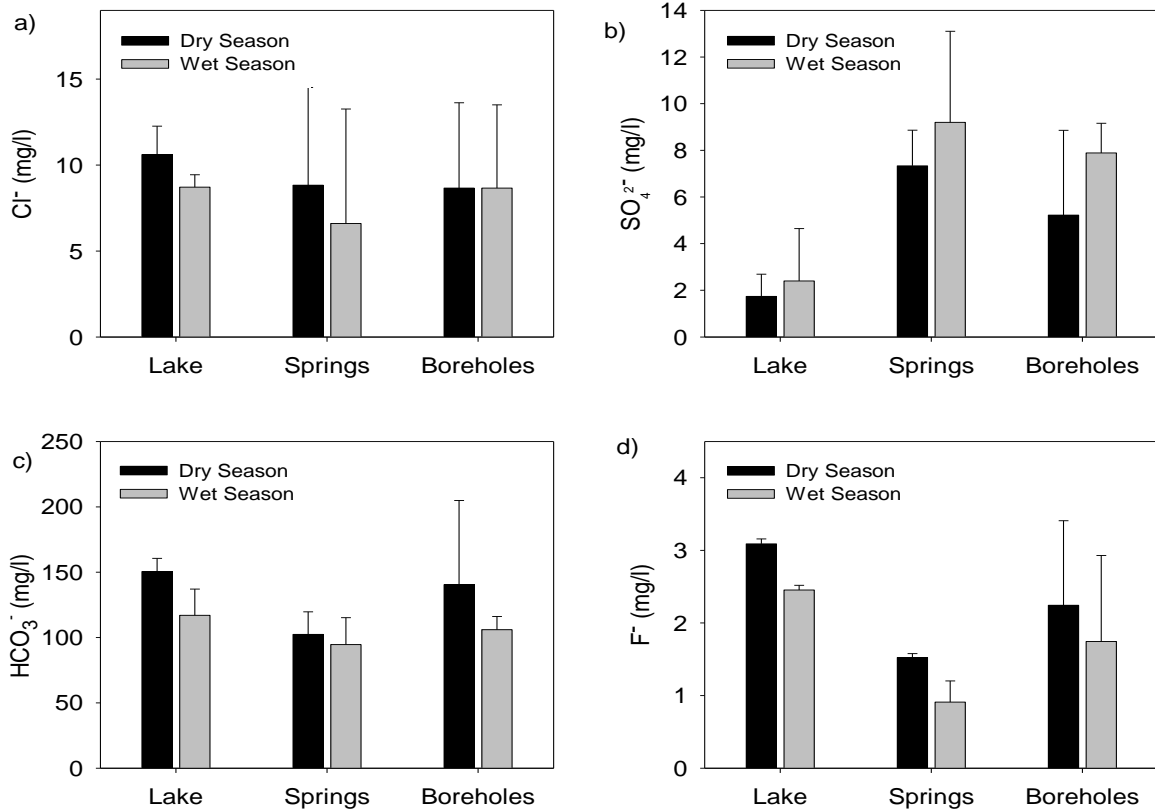 a)
Dry Season
Wet Season
15
10
5
0
Cl⁻ (mg/l)
Lake Springs Boreholes
b)
14
12
10
8
6
4
2
0
SO₄²⁻ (mg/l)
Dry Season
Wet Season
Lake Springs Boreholes
c)
250
200
150
100
50
0
HCO₃⁻ (mg/l)
Dry Season
Wet Season
Lake Springs Boreholes
d)
4
3
2
1
0
F⁻ (mg/l)
Dry Season
Wet Season
Lake Springs Boreholes